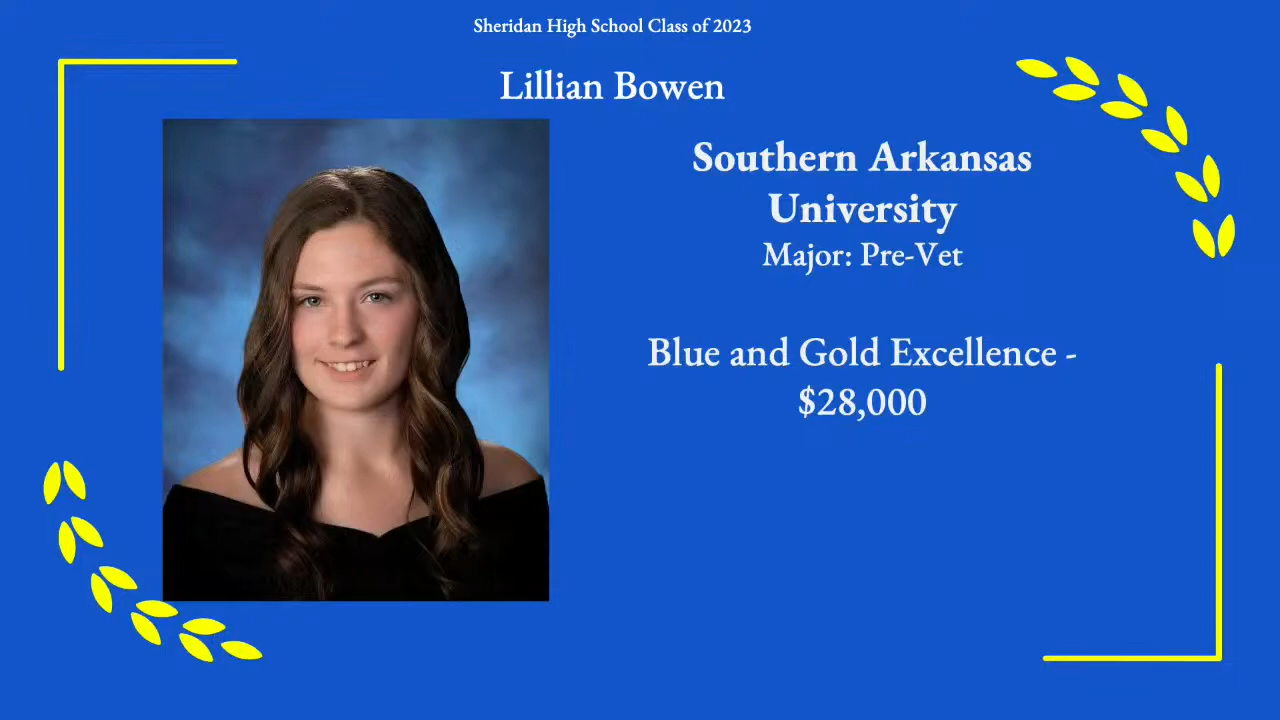 Sheridan High School Class of 2023
Lillian Bowen
Southern Arkansas
University
Major: Pre-Vet
Blue and Gold Excellence -
$28,000